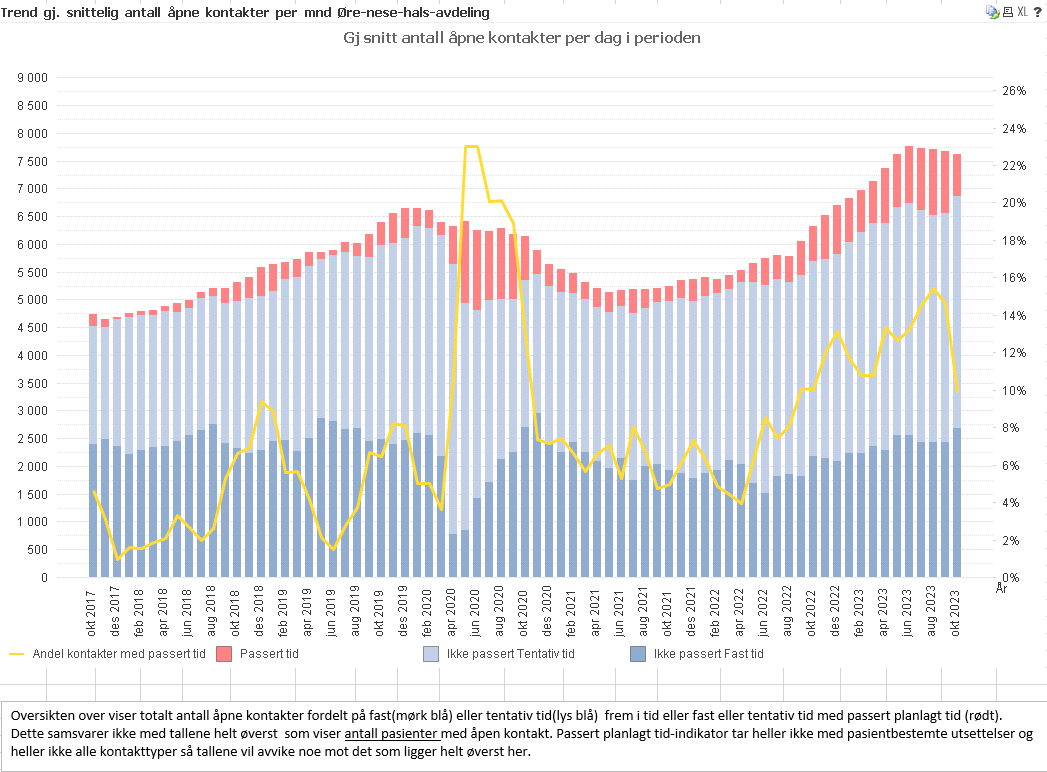 Trend gj. snittelig antall åpne kontakter per mnd Øre-nese-hals-avdeling
XL ?
Gj snitt antall åpne kontakter per dag i perioden
9 000
8 500
8 000
7 500
7 000
6 500
6 000
5 500
5 000
4 500
4 000
3 500
3 000
2 500
2 000
1 500
1 000
500
0
26%
24%
22%
20%
18%
16%
14%
12%
10%
8%
6%
4%
2%
0%
År
okt 2017
des 2017
feb 2018
apr 2018
jun 2018
aug 2018
okt 2018
des 2018
feb 2019
apr 2019
jun 2019
aug 2019
okt 2019
des 2019
feb 2020
apr 2020
jun 2020
aug 2020
okt 2020
des 2020
feb 2021
apr 2021
jun 2021
aug 2021
okt 2021
des 2021
feb 2022
apr 2022
jun 2022
aug 2022
okt 2022
des 2022
feb 2023
apr 2023
jun 2023
aug 2023
okt 2023
Andel kontakter med passert tid Passert tid Ikke passert Tentativ tid Ikke passert Fast tid
Oversikten over viser totalt antall åpne kontakter fordelt på fast(mørk blå) eller tentativ tid(lys blå) frem i tid eller fast eller tentativ tid med passert planlagt tid (rødt).
Dette samsvarer ikke med tallene helt øverst som viser antall pasienter med åpen kontakt. Passert planlagt tid-indikator tar heller ikke med pasientbestemte utsettelser og
heller ikke alle kontakttyper så tallene vil avvike noe mot det som ligger helt øverst her.